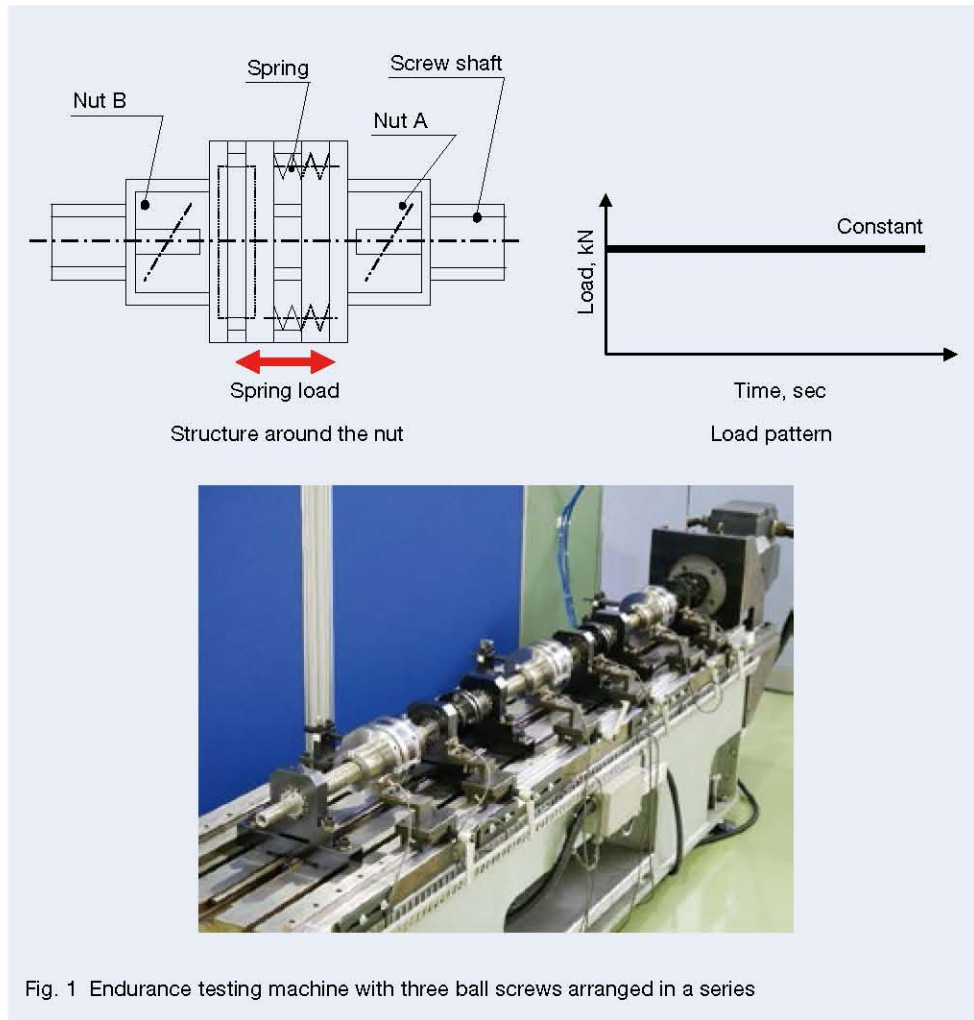 Spring
Screw shaft
Nut B
Nut A
Constant
Load, kN
Spring load
Time, sec
Structure around the nut
Load pattern
Fig. 1 Endurance testing machine with three ball screws arranged in a series